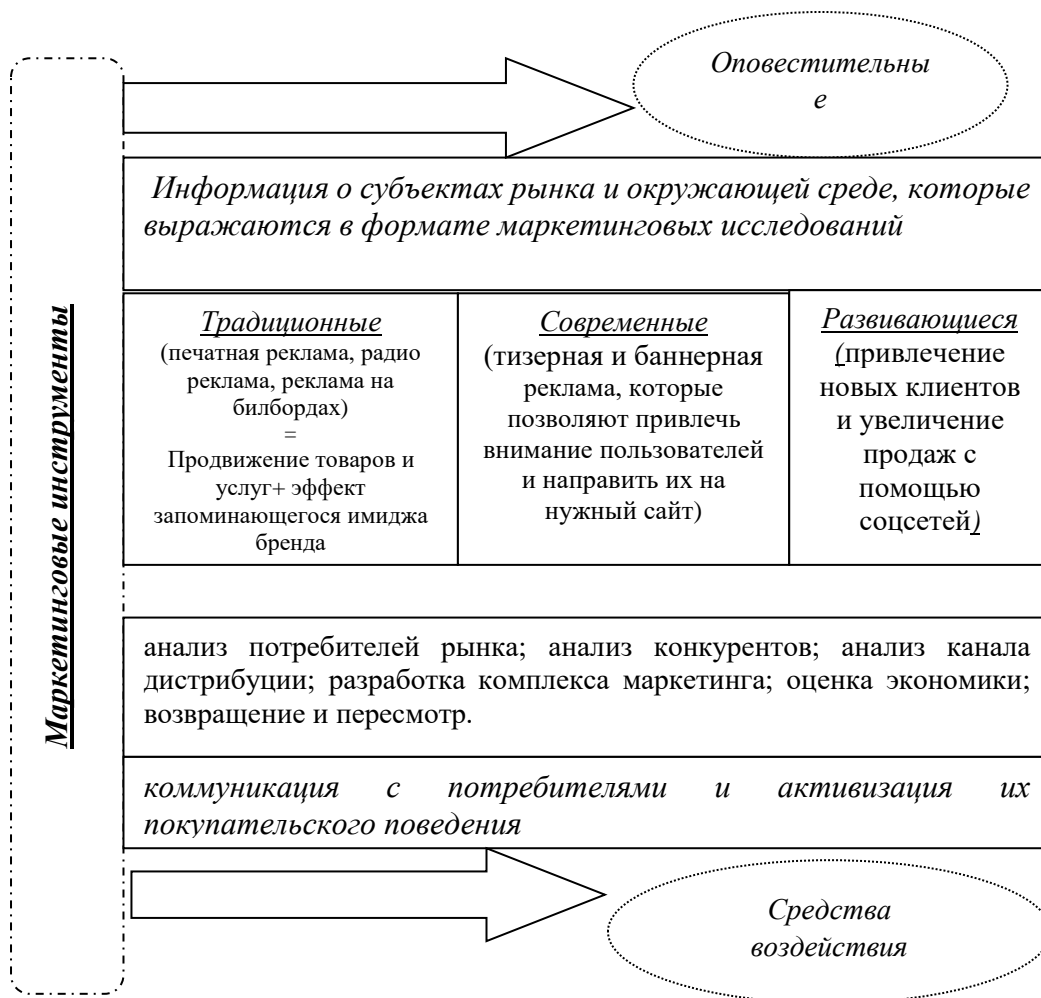 Маркетинговые инструменты
Оповестительны
е
Информация о субъектах рынка и окружающей среде, которые
выражаются в формате маркетинговых исследований
Традиционные
(печатная реклама, радио
реклама, реклама на
билбордах)
=
Продвижение товаров и
услуг+ эффект
запоминающегося имиджа
бренда
Современные
(тизерная и баннерная
реклама, которые
позволяют привлечь
внимание пользователей
и направить их на
нужный сайт)
Развивающиеся
(привлечение
новых клиентов
и увеличение
продаж с
помощью
соцсетей)
анализ потребителей рынка; анализ конкурентов; анализ канала
дистрибуции; разработка комплекса маркетинга; оценка экономики;
возвращение и пересмотр.
коммуникация с потребителями и активизация их
покупательского поведения
Средства
воздействия